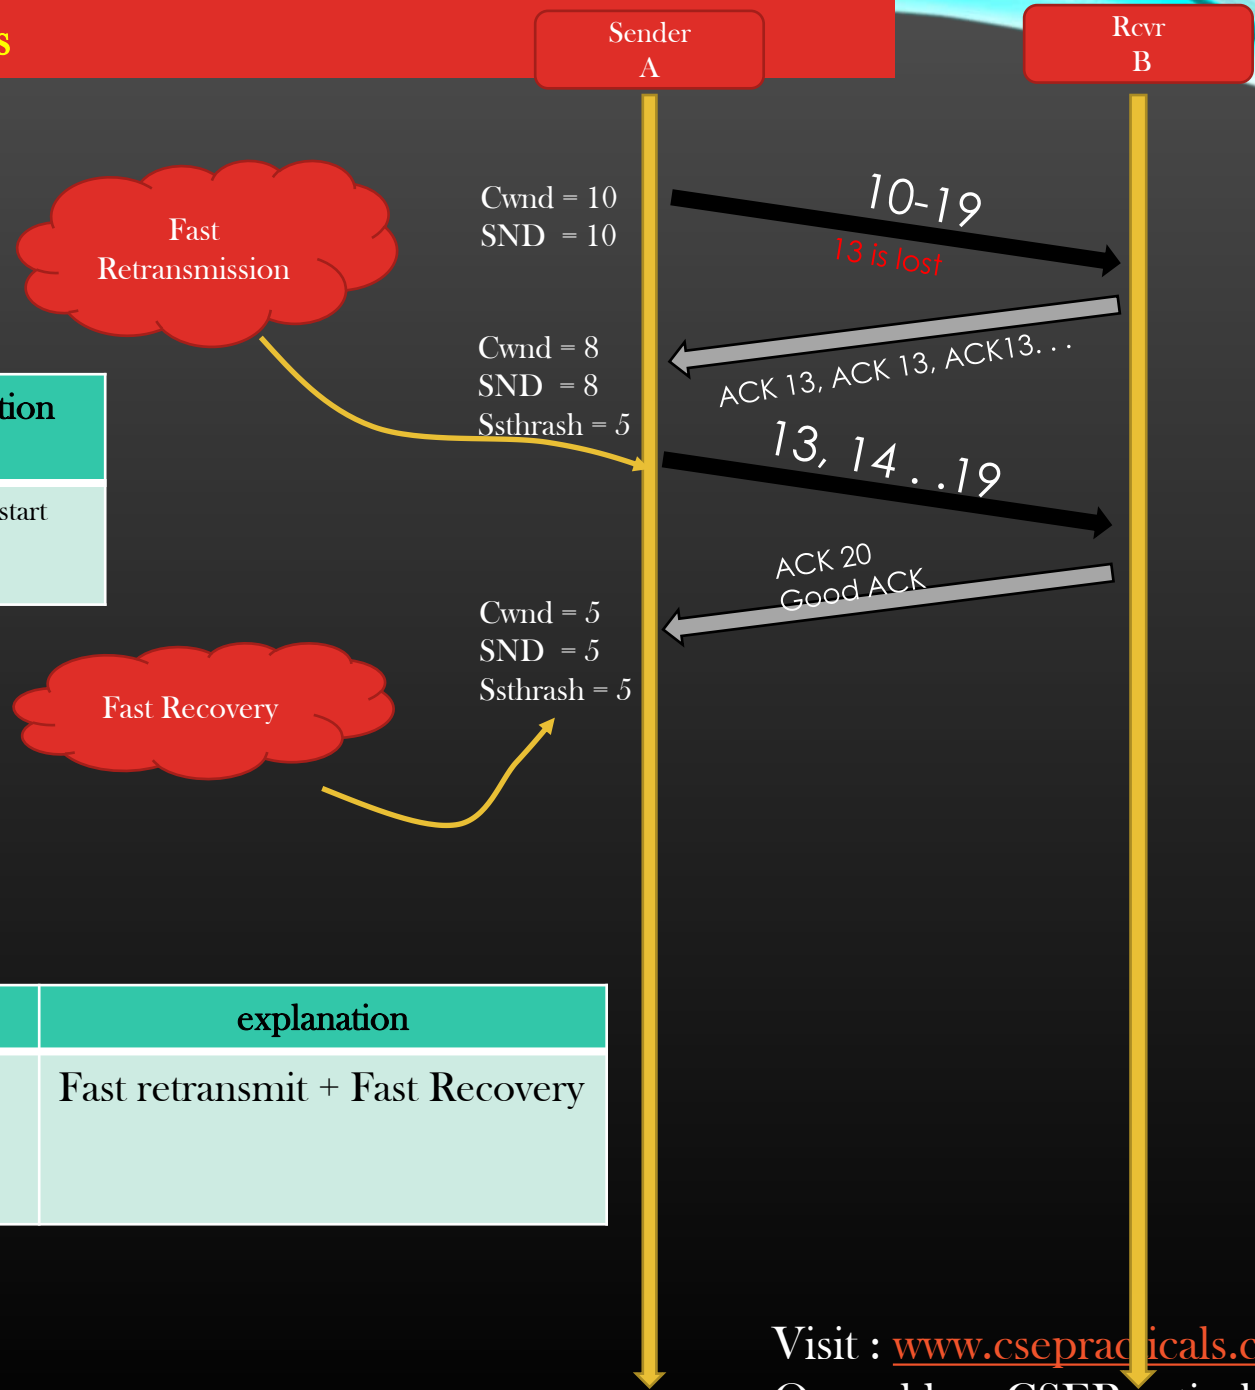 s
Sender
A
Rcvr
B
Fast
Retransmission
Cwnd = 10
SND = 10
10-19
13 is lost
Cwnd = 8
SND = 8
Ssthrash = 5
ACK 13, ACK 13, ACK13. . .
tion
start
13, 14 . . 19
ACK 20
Good ACK
Cwnd = 5
SND = 5
Ssthrash = 5
Fast Recovery
explanation
Fast retransmit + Fast Recovery
Visit : www.csepracticals.c